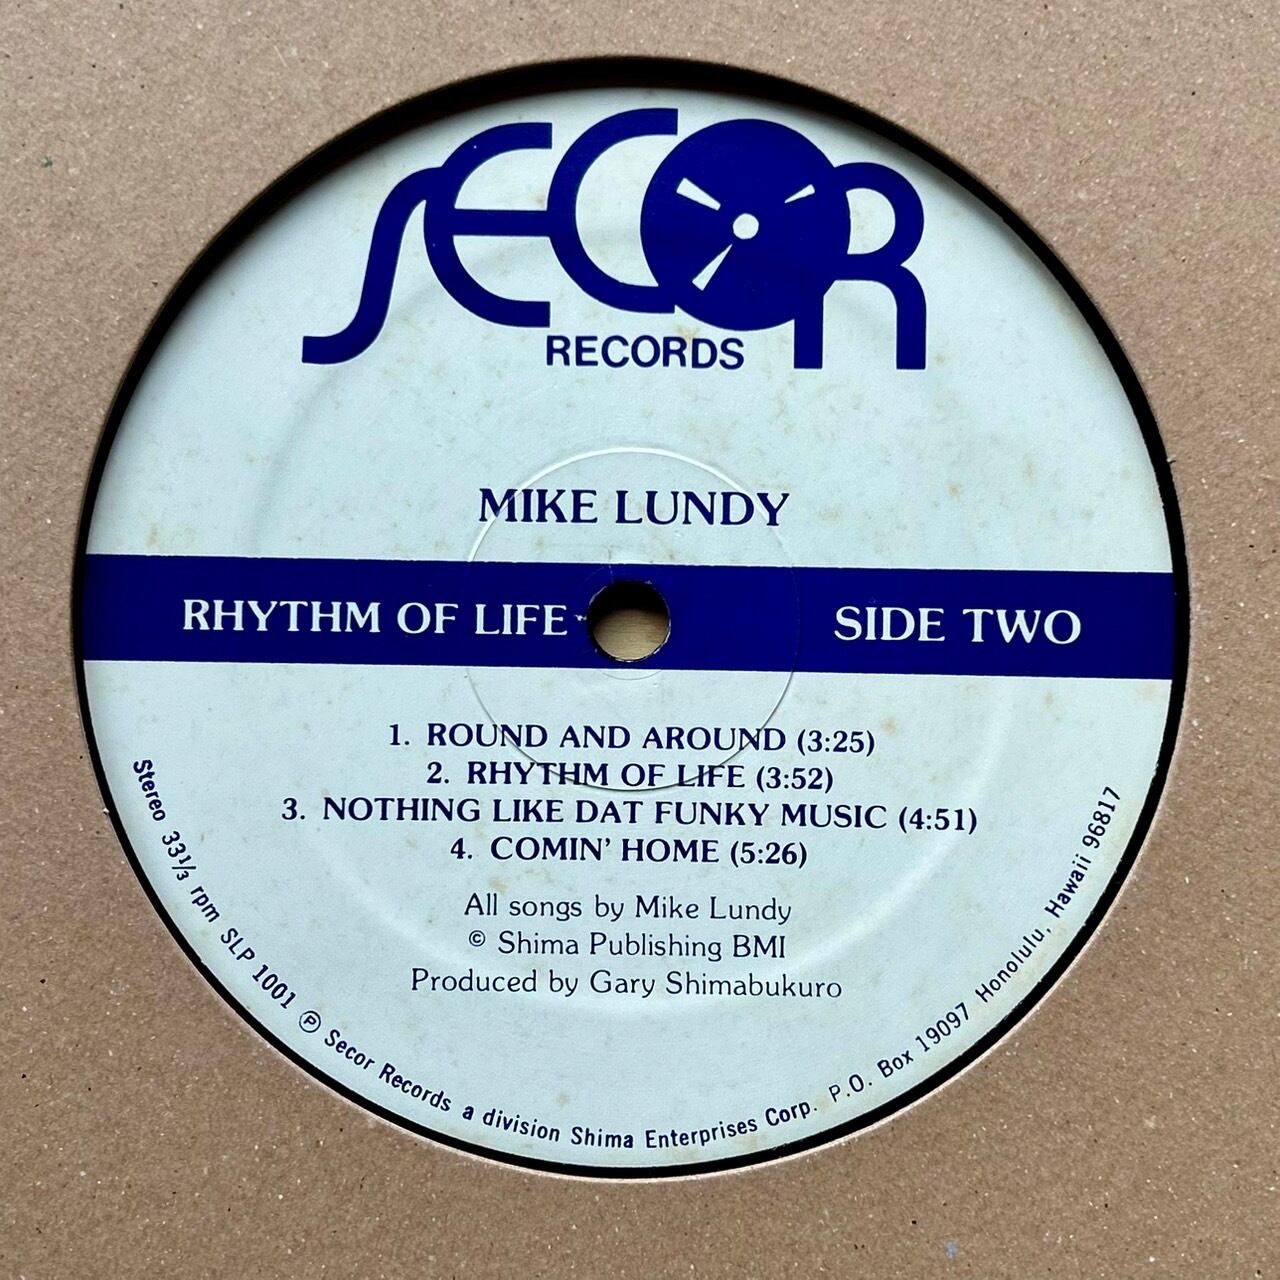 SECOR
RECORDS
MIKE LUNDY
RHYTHM OF LIFE SIDE TWO
1. ROUND AND AROUND (3:25)
2. RHYTHM OF LIFE (3:52)
3. NOTHING LIKE DAT FUNKY MUSIC (4:51)
4. COMIN' HOME (5:26)
All songs by Mike Lundy
© Shima Publishing BMI
Produced by Gary Shimabukuro
Stereo 33⅓ rpm SLP 1001 ℗ Secor Records a division Shima Enterprises Corp. P.O. Box 19097 Honolulu, Hawaii 96817